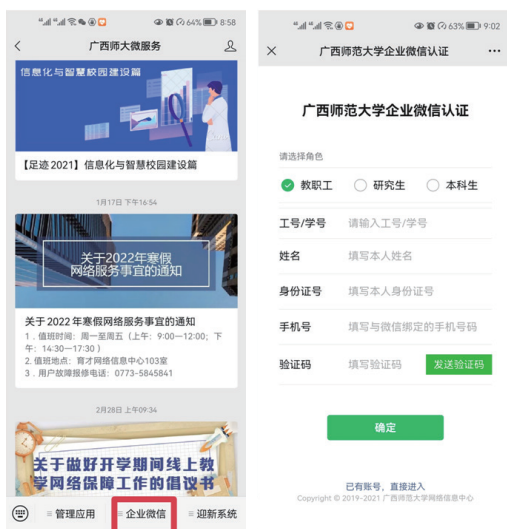 64% 8:58
广西师大微服务
信息化与智慧校园建设篇
【足迹2021】信息化与智慧校园建设篇
1月17日 下午16:54
关于2022年寒假
网络服务事宜的通知
关于2022年寒假网络服务事宜的通知
1．值班时间：周一至周五（上午：9:00—12:00；下
午：14:30—17:30）
2. 值班地点：育才网络信息中心103室
3．用户故障报修电话：0773-5845841
2月28日 上午09:34
关于做好开学期间线上教
学网络保障工作的倡议书
管理应用
企业微信
迎新系统
63% 9:02
广西师范大学企业微信认证
广西师范大学企业微信认证
请选择角色
教职工 研究生 本科生
工号/学号 请输入工号/学号
姓名 填写本人姓名
身份证号 填写本人身份证号
手机号 填写与微信绑定的手机号码
验证码 填写验证码 发送验证码
确定
已有账号，直接进入
Copyright © 2019-2021 广西师范大学网络信息中心